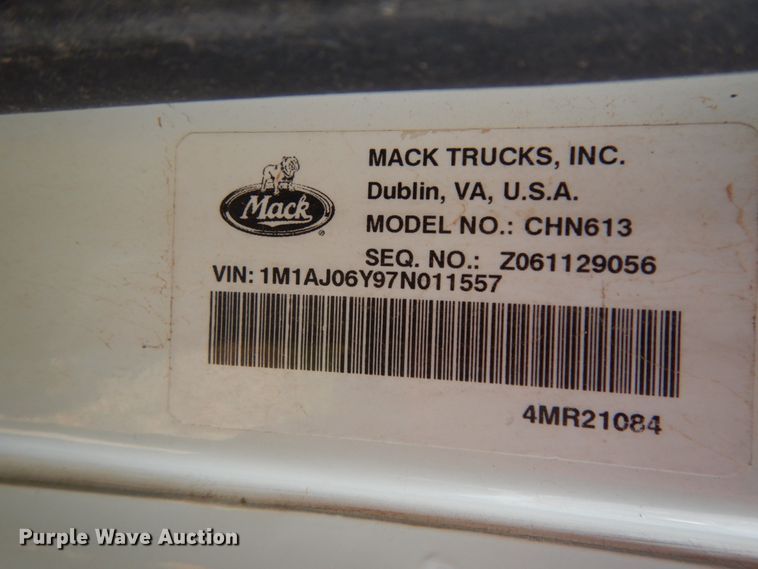 MACK TRUCKS, INC.
Dublin, VA, U.S.A.
Mack
MODEL NO.: CHN613
SEQ. NO.: Z061129056
VIN: 1M1AJ06Y97N011557
4MR21084
Purple Wave Auction